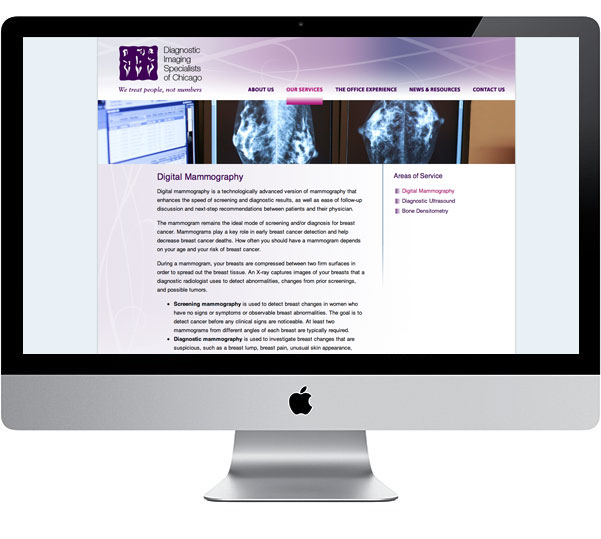 Diagnostic
Imaging
Specialists
of Chicago
We treat people, not numbers
ABOUT US OUR SERVICES THE OFFICE EXPERIENCE NEWS & RESOURCES CONTACT US
Digital Mammography
Digital mammography is a technologically advanced version of mammography that
enhances the speed of screening and diagnostic results, as well as ease of follow-up
discussion and next-step recommendations between patients and their physician.
The mammogram remains the ideal mode of screening and/or diagnosis for breast
cancer. Mammograms play a key role in early breast cancer detection and help
decrease breast cancer deaths. How often you should have a mammogram depends
on your age and your risk of breast cancer.
During a mammogram, your breasts are compressed between two firm surfaces in
order to spread out the breast tissue. An X-ray captures images of your breasts that a
diagnostic radiologist uses to detect abnormalities, changes from prior screenings,
and possible tumors.
• Screening mammography is used to detect breast changes in women who
have no signs or symptoms or observable breast abnormalities. The goal is to
detect cancer before any clinical signs are noticeable. At least two
mammograms from different angles of each breast are typically required.
• Diagnostic mammography is used to investigate breast changes that are
suspicious, such as a breast lump, breast pain, unusual skin appearance,
Areas of Service
Digital Mammography
Diagnostic Ultrasound
Bone Densitometry